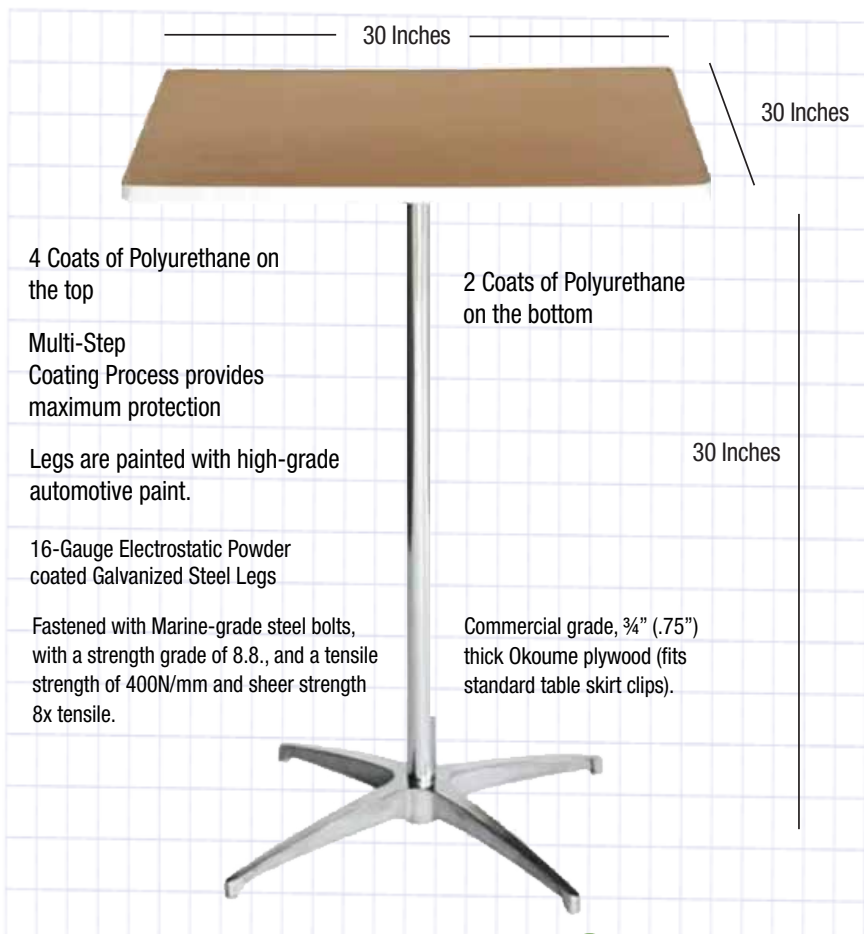 30 Inches
30 Inches
4 Coats of Polyurethane on
the top
2 Coats of Polyurethane
on the bottom
Multi-Step
Coating Process provides
maximum protection
Legs are painted with high-grade
automotive paint.
30 Inches
16-Gauge Electrostatic Powder
coated Galvanized Steel Legs
Fastened with Marine-grade steel bolts,
with a strength grade of 8.8., and a tensile
strength of 400N/mm and sheer strength
8x tensile.
Commercial grade, ¾” (.75”)
thick Okoume plywood (fits
standard table skirt clips).